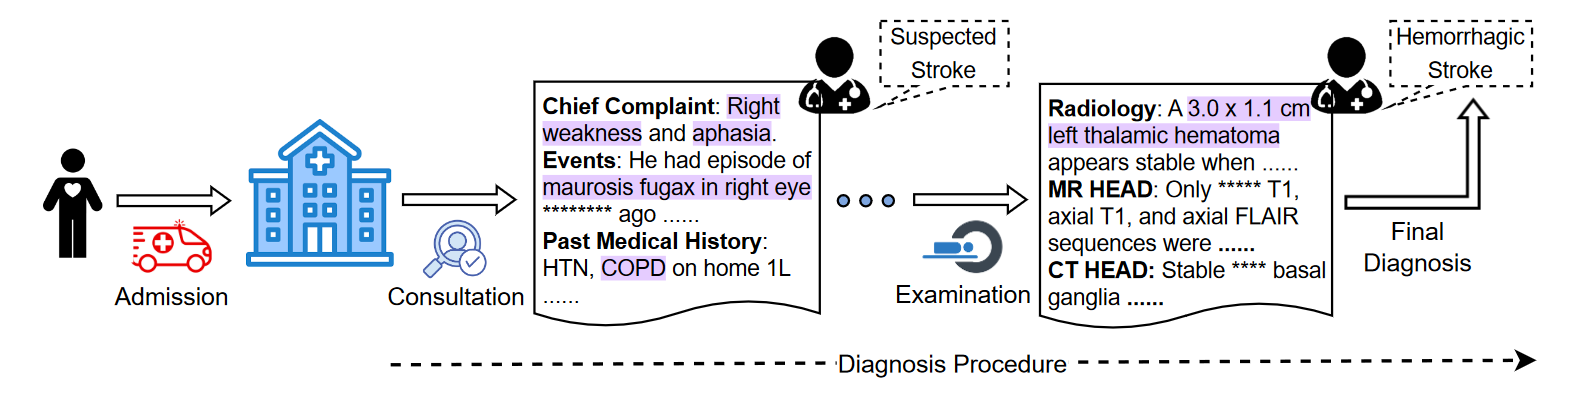 Admission
Consultation
Chief Complaint: Right
weakness and aphasia.
Events: He had episode of
maurosis fugax in right eye
******** ago ......
Past Medical History:
HTN, COPD on home 1L
......
Suspected
Stroke
Examination
Radiology: A 3.0 x 1.1 cm
left thalamic hematoma
appears stable when ......
MR HEAD: Only ***** T1,
axial T1, and axial FLAIR
sequences were ......
CT HEAD: Stable **** basal
ganglia ......
Hemorrhagic
Stroke
Final
Diagnosis
Diagnosis Procedure